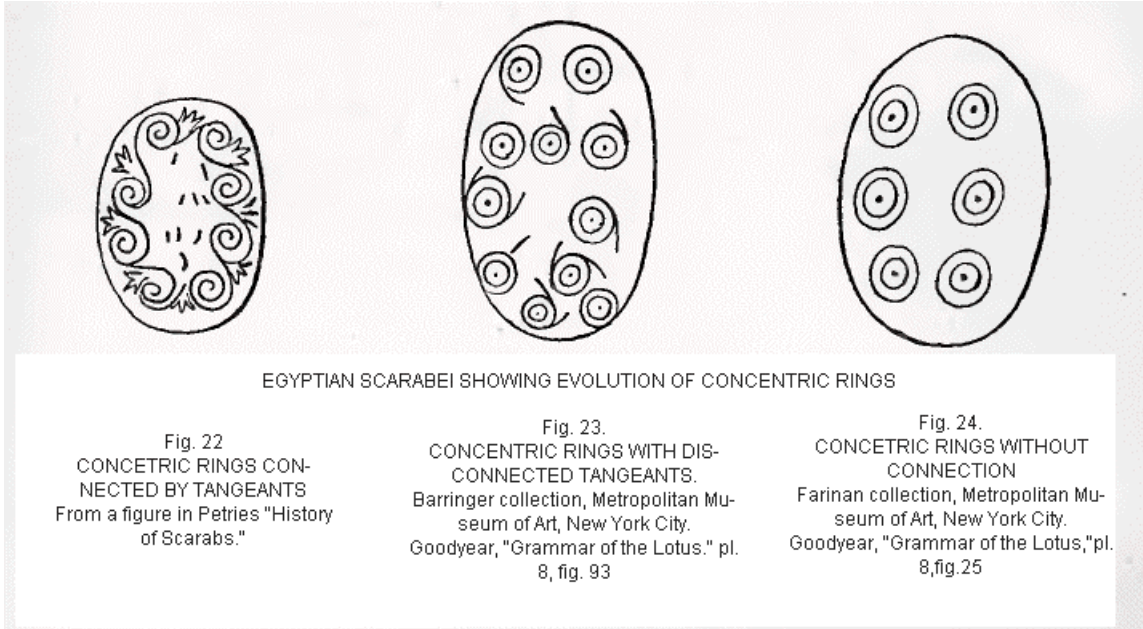 EGYPTIAN SCARABEI SHOWING EVOLUTION OF CONCENTRIC RINGS
Fig. 22
CONCETRIC RINGS CON-
NECTED BY TANGEANTS
From a figure in Petries "History
of Scarabs."
Fig. 23.
CONCENTRIC RINGS WITH DIS-
CONNECTED TANGEANTS.
Barringer collection, Metropolitan Mu-
seum of Art, New York City.
Goodyear, "Grammar of the Lotus." pl.
8, fig. 93
Fig. 24.
CONCETRIC RINGS WITHOUT
CONNECTION
Farinan collection, Metropolitan Mu-
seum of Art, New York City.
Goodyear, "Grammar of the Lotus,"pl.
8,fig.25